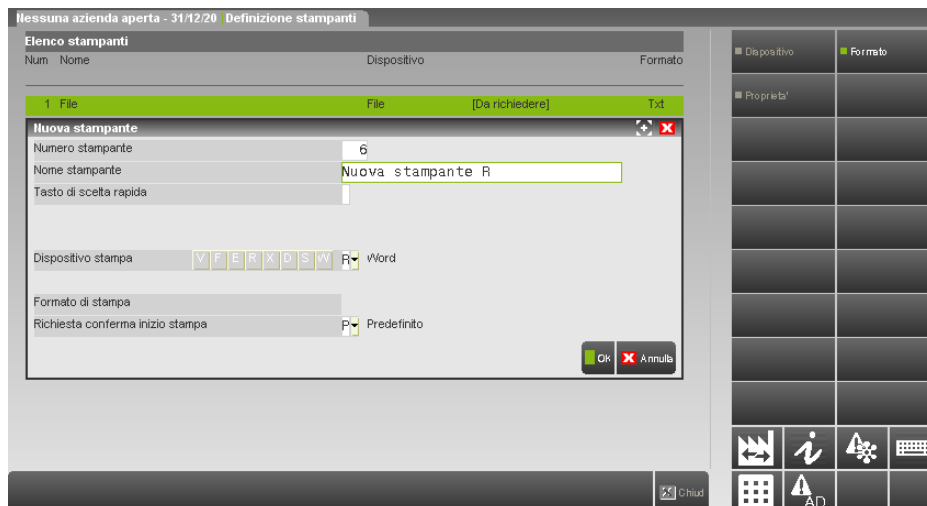 Nessuna azienda aperta - 31/12/20 Definizione stampanti
Elenco stampanti
Num Nome Dispositivo Formato
1 File File [Da richiedere] Txt
Nuova stampante
Numero stampante 6
Nome stampante Nuova stampante R
Tasto di scelta rapida
Dispositivo stampa V F E R X D S W R Word
Formato di stampa
Richiesta conferma inizio stampa P Predefinito
Ok Annulla
Dispositivo Formato
Proprieta'
AD
Chiud